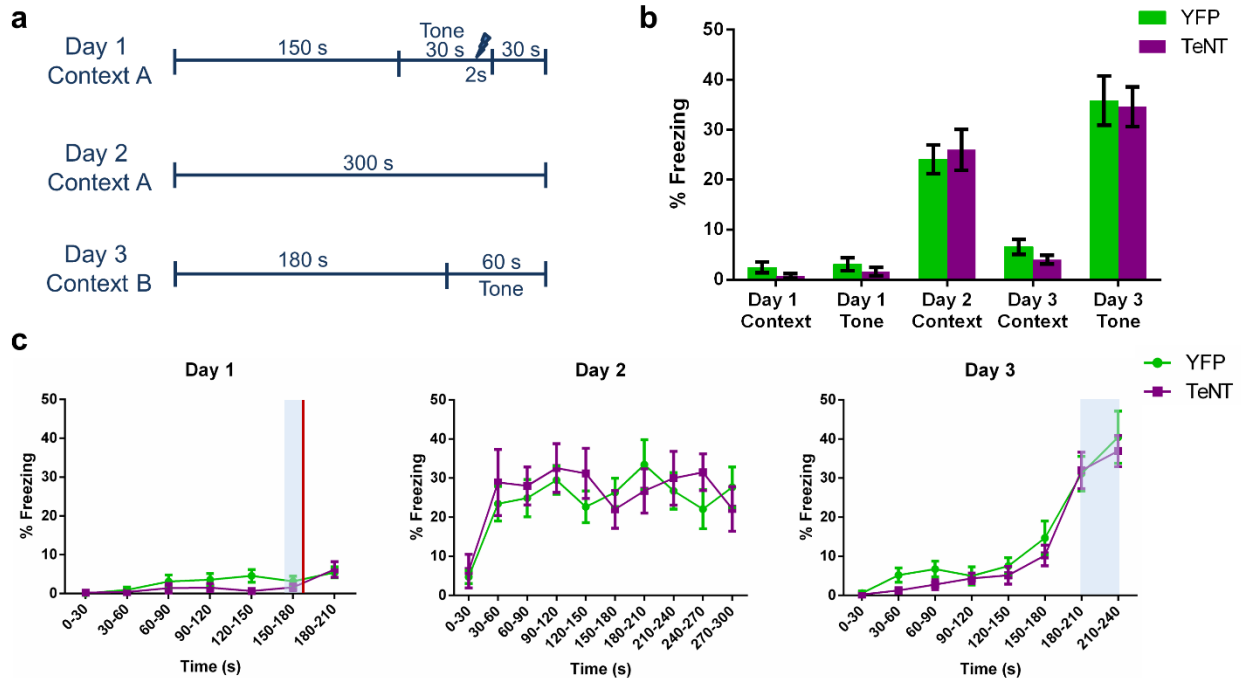 a
Day 1
Context A
150 s
Tone
30 s
2s
30 s
Day 2
Context A
300 s
Day 3
Context B
180 s
60 s
Tone
b
YFP
TeNT
% Freezing
50
40
30
20
10
0
Day 1
Context
Day 1
Tone
Day 2
Context
Day 3
Context
Day 3
Tone
c
Day 1
% Freezing
50
40
30
20
10
0
0-30
30-60
60-90
90-120
120-150
150-180
180-210
Time (s)
Day 2
% Freezing
50
40
30
20
10
0
0-30
30-60
60-90
90-120
120-150
150-180
180-210
210-240
240-270
270-300
Time (s)
Day 3
% Freezing
50
40
30
20
10
0
0-30
30-60
60-90
90-120
120-150
150-180
180-210
210-240
Time (s)
YFP
TeNT